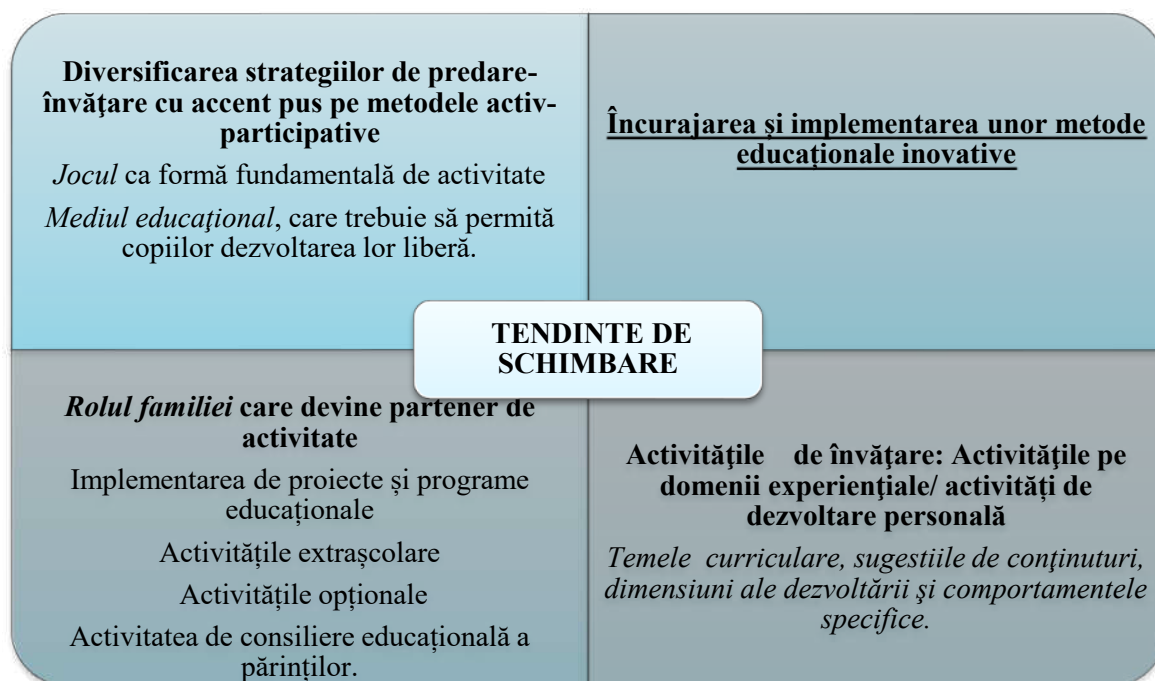 Diversificarea strategiilor de predare-
învăţare cu accent pus pe metodele activ-
participative
Jocul ca formă fundamentală de activitate
Mediul educaţional, care trebuie să permită
copiilor dezvoltarea lor liberă.
Încurajarea și implementarea unor metode
educaționale inovative
TENDINTE DE
SCHIMBARE
Rolul familiei care devine partener de
activitate
Implementarea de proiecte și programe
educaționale
Activitățile extrașcolare
Activitățile opționale
Activitatea de consiliere educațională a
părinților.
Activităţile de învăţare: Activităţile pe
domenii experienţiale/ activități de
dezvoltare personală
Temele curriculare, sugestiile de conţinuturi,
dimensiuni ale dezvoltării şi comportamentele
specifice.